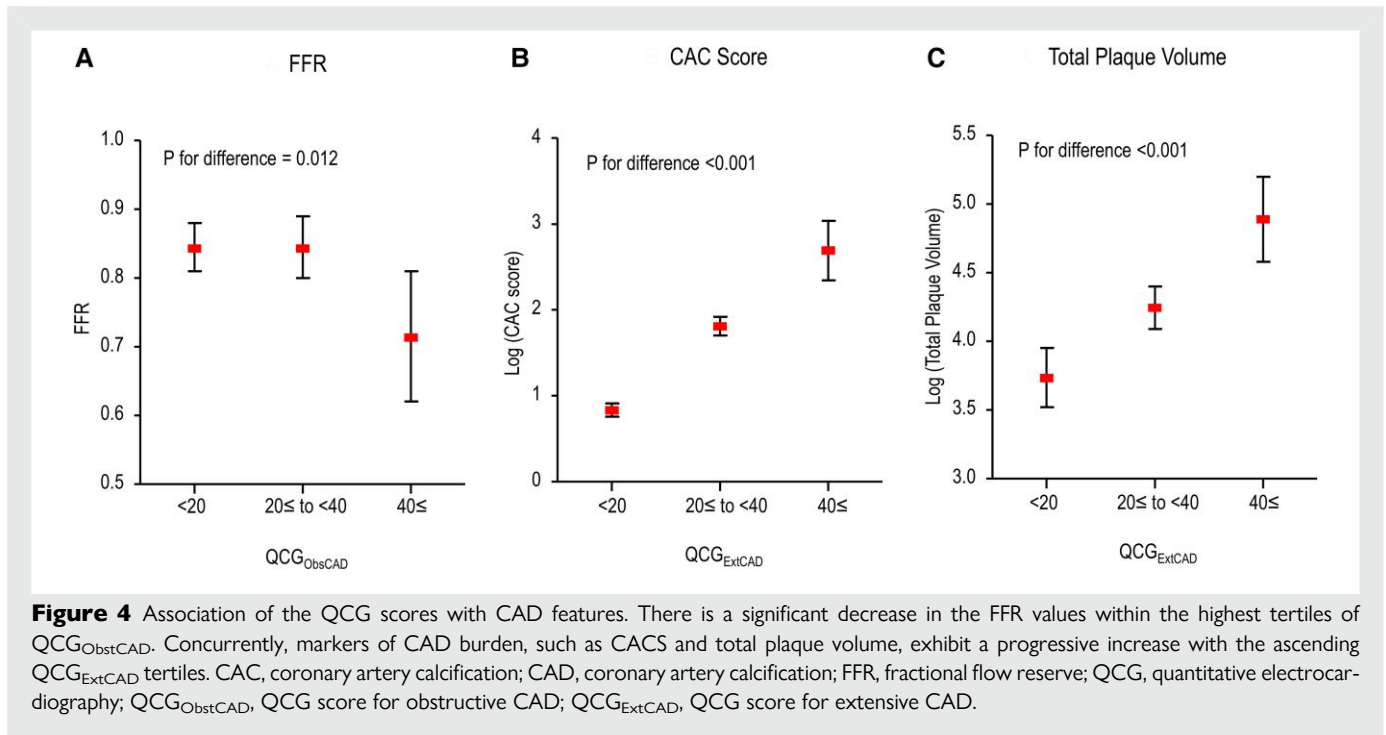 A
FFR
P for difference = 0.012
1.0
0.9
0.8
0.7
0.6
0.5
FFR
<20
20≤ to <40
40≤
QCG_ObsCAD
B
CAC Score
P for difference <0.001
4
3
2
1
0
Log (CAC score)
<20
20≤ to <40
40≤
QCG_ExtCAD
C
Total Plaque Volume
P for difference <0.001
5.5
5.0
4.5
4.0
3.5
3.0
Log (Total Plaque Volume)
<20
20≤ to <40
40≤
QCG_ExtCAD
Figure 4 Association of the QCG scores with CAD features. There is a significant decrease in the FFR values within the highest tertiles of
QCG_ObstCAD. Concurrently, markers of CAD burden, such as CACS and total plaque volume, exhibit a progressive increase with the ascending
QCG_ExtCAD tertiles. CAC, coronary artery calcification; CAD, coronary artery calcification; FFR, fractional flow reserve; QCG, quantitative electrocar-
diography; QCG_ObstCAD, QCG score for obstructive CAD; QCG_ExtCAD, QCG score for extensive CAD.